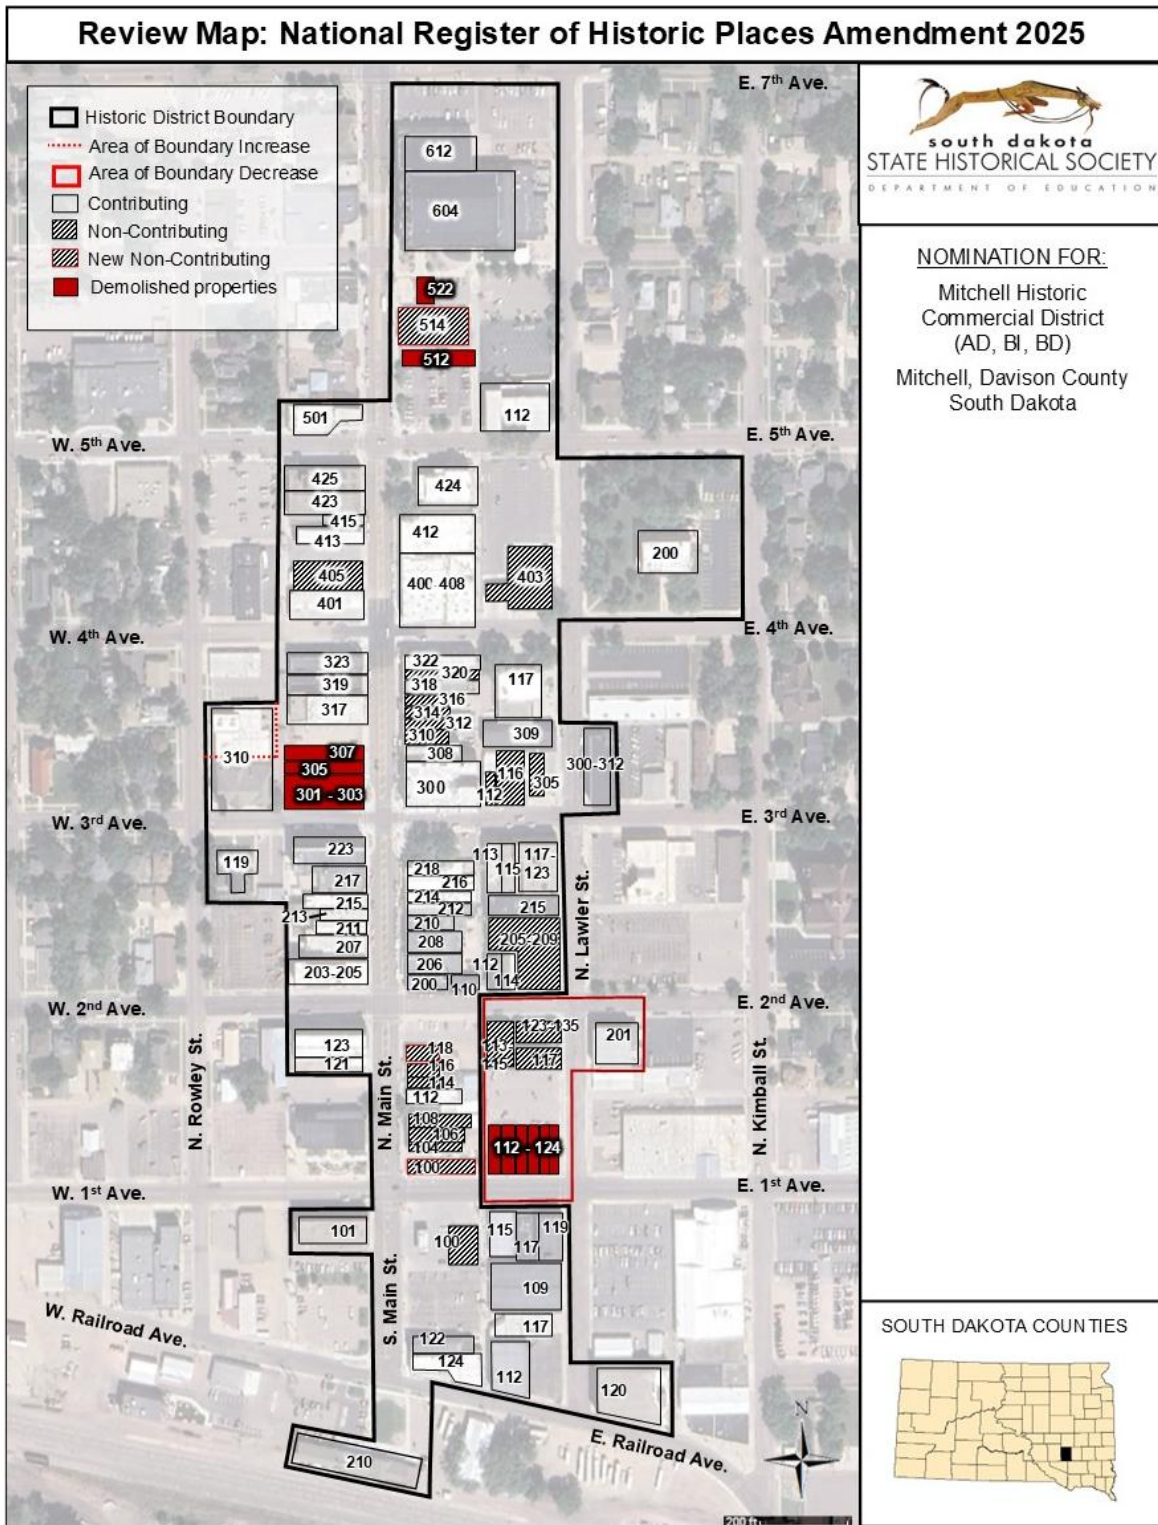 Review Map: National Register of Historic Places Amendment 2025
E. 7th Ave.
Historic District Boundary
Area of Boundary Increase
Area of Boundary Decrease
Contributing
Non-Contributing
New Non-Contributing
Demolished properties
south dakota
STATE HISTORICAL SOCIETY
DEPARTMENT OF EDUCATION
NOMINATION FOR:
Mitchell Historic
Commercial District
(AD, BI, BD)
Mitchell, Davison County
South Dakota
612
604
522
514
512
501
112
W. 5th Ave.
E. 5th Ave.
425
424
423
415
412
413
200
405
400 408
403
401
W. 4th Ave.
E. 4th Ave.
323
322
320
319
318
117
317
316
314
312
309
310
310
307
308
305
300
116
305
300-312
301 - 303
112
W. 3rd Ave.
E. 3rd Ave.
223
113
117-
123
119
218
115
217
216
215
214
213
212
215
211
210
207
208
205-209
203-205
206
112
200
110
114
N. Lawler St.
W. 2nd Ave.
E. 2nd Ave.
123
123-135
201
118
113-
115
117
121
116
114
112
N. Rowley St.
N. Main St.
N. Kimball St.
108
106
104
112 - 124
100
W. 1st Ave.
E. 1st Ave.
101
100
115
119
117
109
S. Main St.
W. Railroad Ave.
117
122
124
112
120
E. Railroad Ave.
210
N
200 ft
SOUTH DAKOTA COUNTIES